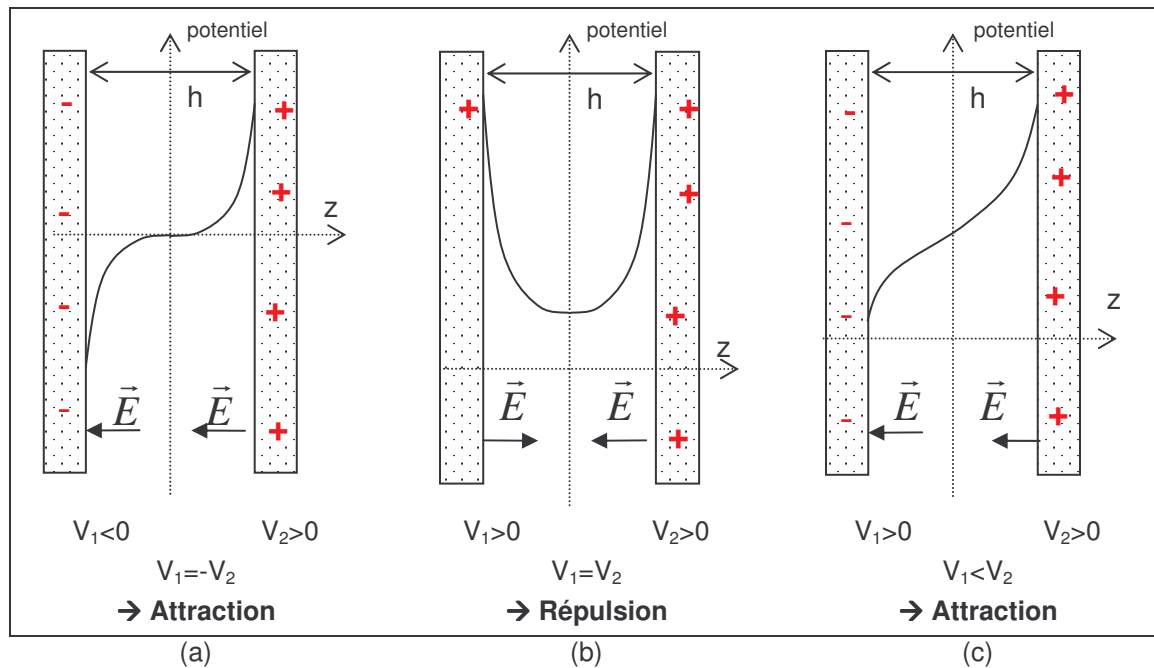 potentiel
h
- - - -
+ + + +
z
E⃗ E⃗
V₁<0 V₂>0
V₁=-V₂
→ Attraction
(a)
potentiel
h
+
+ + + +
z
E⃗ E⃗
V₁>0 V₂>0
V₁=V₂
→ Répulsion
(b)
potentiel
h
- - - -
+ + + +
z
E⃗ E⃗
V₁>0 V₂>0
V₁<V₂
→ Attraction
(c)